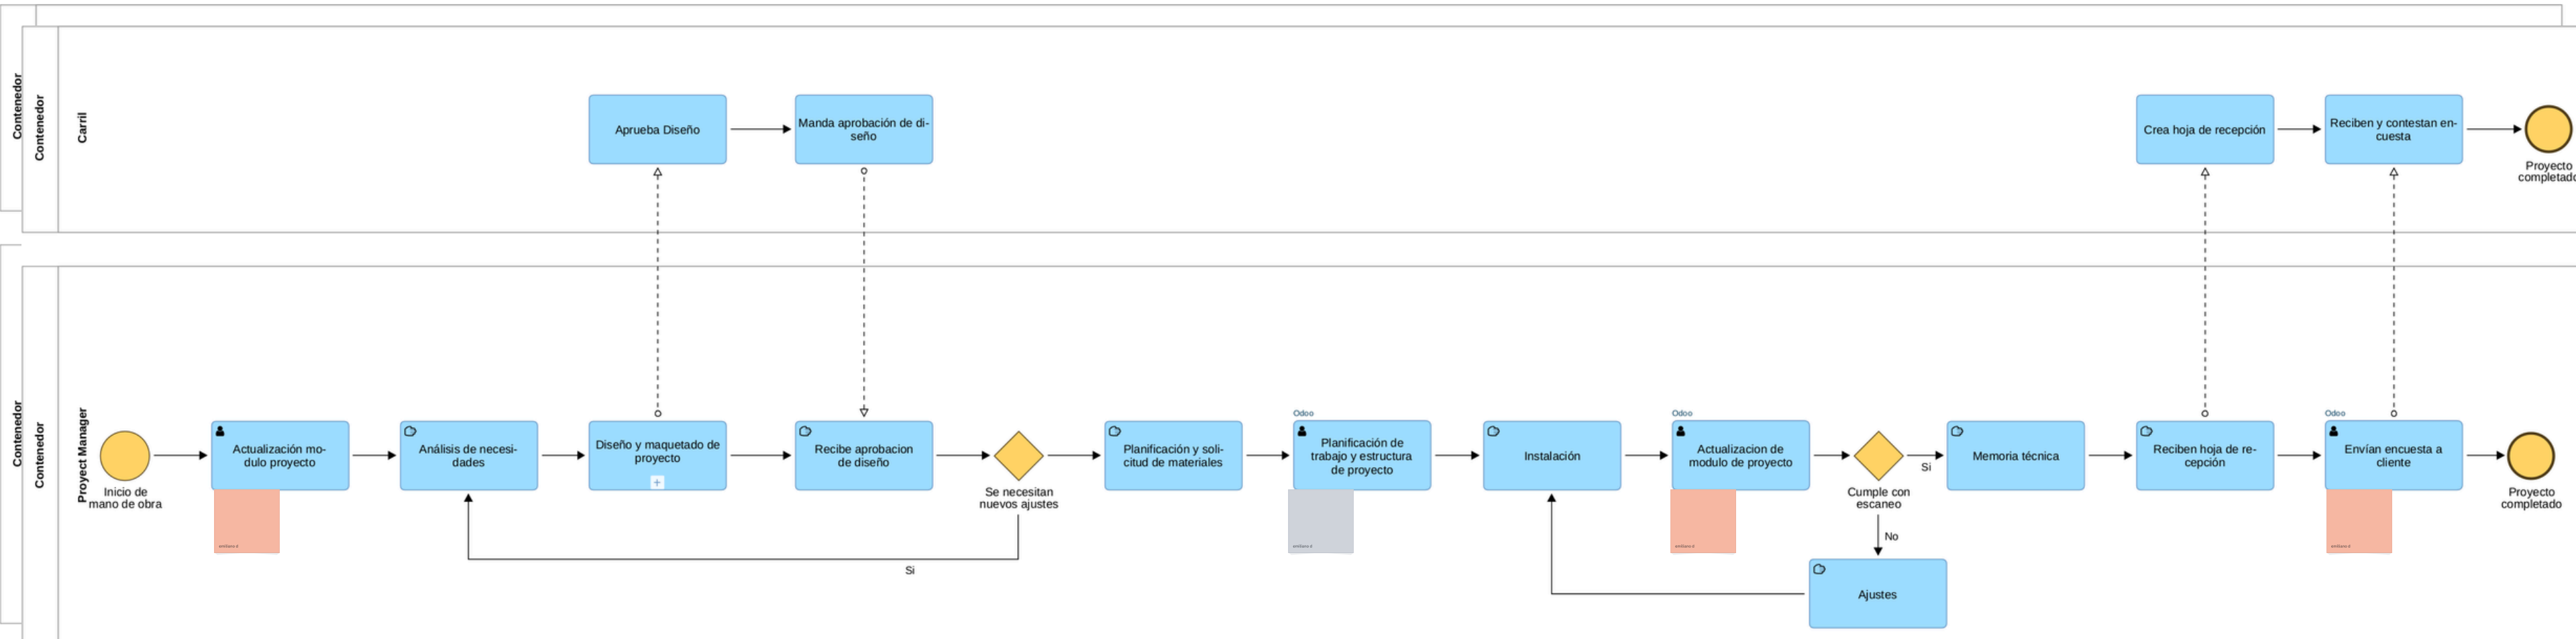 Contenedor
Contenedor
Carril
Aprueba Diseño
Manda aprobación de di-
seño
Crea hoja de recepción
Reciben y contestan en-
cuesta
Proyecto
completado
Contenedor
Contenedor
Proyect Manager
Inicio de
mano de obra
Actualización mo-
dulo proyecto
Análisis de necesi-
dades
Diseño y maquetado de
proyecto
Recibe aprobacion
de diseño
Se necesitan
nuevos ajustes
Si
Planificación y soli-
citud de materiales
Odoo
Planificación de
trabajo y estructura
de proyecto
Instalación
Odoo
Actualizacion de
modulo de proyecto
Cumple con
escaneo
Si
No
Ajustes
Memoria técnica
Reciben hoja de re-
cepción
Odoo
Envían encuesta a
cliente
Proyecto
completado